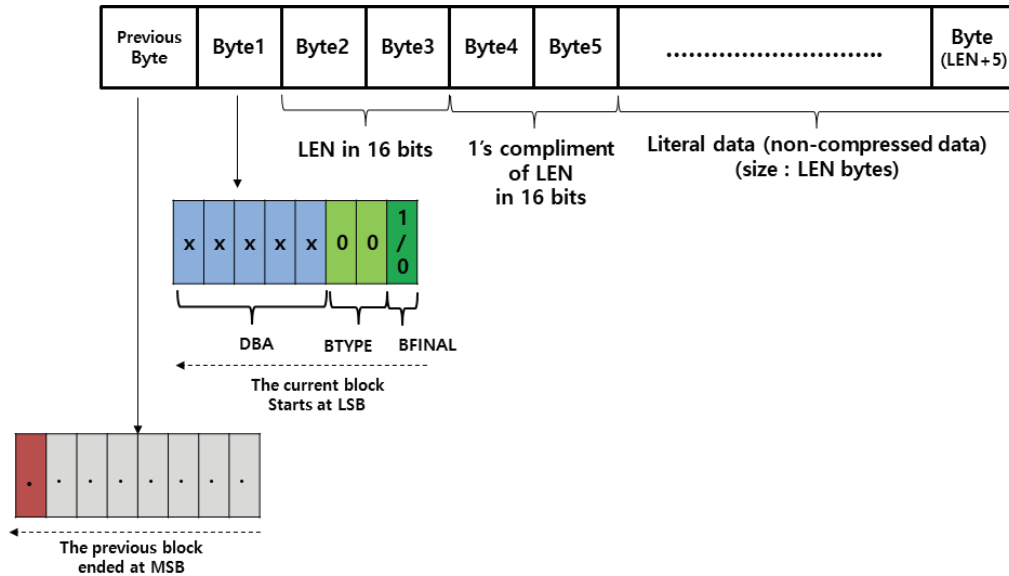 Previous
Byte
Byte1
Byte2
Byte3
Byte4
Byte5
...............................
Byte
(LEN+5)
LEN in 16 bits
1's compliment
of LEN
in 16 bits
Literal data (non-compressed data)
(size : LEN bytes)
x x x x x 0 0 1
/
0
DBA
BTYPE
BFINAL
The current block
Starts at LSB
. . . . . . . .
The previous block
ended at MSB